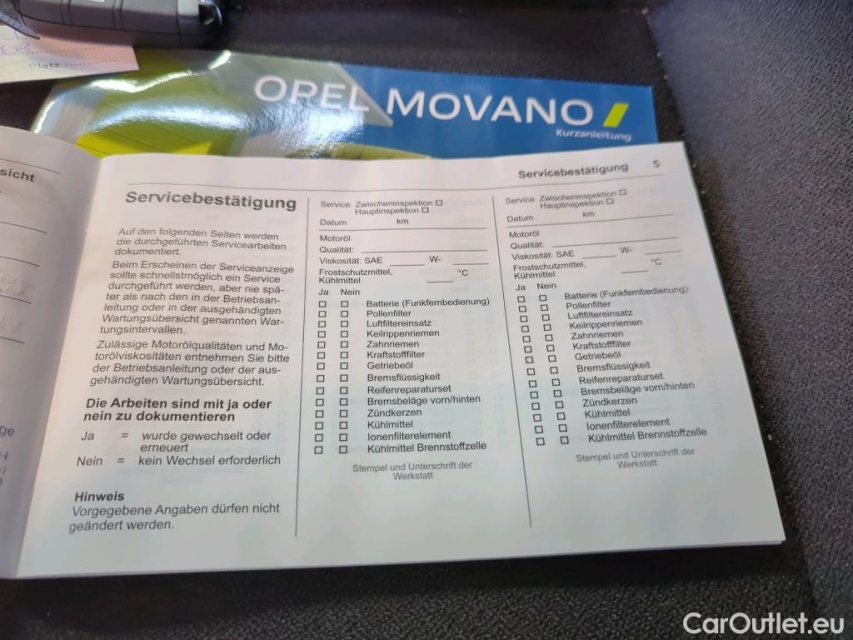 Platz
OPEL MOVANO
Kurzanleitung
sicht
Servicebestätigung 5
Servicebestätigung
Auf den folgenden Seiten werden
die durchgeführten Servicearbeiten
dokumentiert.
Beim Erscheinen der Serviceanzeige
sollte schnellstmöglich ein Service
durchgeführt werden, aber nie spä-
ter als nach den in der Betriebsan-
leitung oder in der ausgehändigten
Wartungsübersicht genannten War-
tungsintervallen.
Zulässige Motorölqualitäten und Mo-
torölviskositäten entnehmen Sie bitte
der Betriebsanleitung oder der aus-
gehändigten Wartungsübersicht.
Die Arbeiten sind mit ja oder
nein zu dokumentieren
Ja = wurde gewechselt oder
erneuert
Nein = kein Wechsel erforderlich
Hinweis
Vorgegebene Angaben dürfen nicht
geändert werden.
Service Zwischeninspektion
Hauptinspektion
Datum km
Motoröl
Qualität:
Viskosität: SAE W-
Frostschutzmittel,
Kühlmittel °C
Ja Nein
Batterie (Funkfernbedienung)
Pollenfilter
Luftfiltereinsatz
Keilrippenriemen
Zahnriemen
Kraftstofffilter
Getriebeöl
Bremsflüssigkeit
Reifenreparaturset
Bremsbeläge vorn/hinten
Zündkerzen
Kühlmittel
Ionenfilterelement
Kühlmittel Brennstoffzelle
Stempel und Unterschrift der
Werkstatt
Service Zwischeninspektion
Hauptinspektion
Datum km
Motoröl
Qualität:
Viskosität: SAE W-
Frostschutzmittel,
Kühlmittel °C
Ja Nein
Batterie (Funkfernbedienung)
Pollenfilter
Luftfiltereinsatz
Keilrippenriemen
Zahnriemen
Kraftstofffilter
Getriebeöl
Bremsflüssigkeit
Reifenreparaturset
Bremsbeläge vorn/hinten
Zündkerzen
Kühlmittel
Ionenfilterelement
Kühlmittel Brennstoffzelle
Stempel und Unterschrift der
Werkstatt
CarOutlet.eu